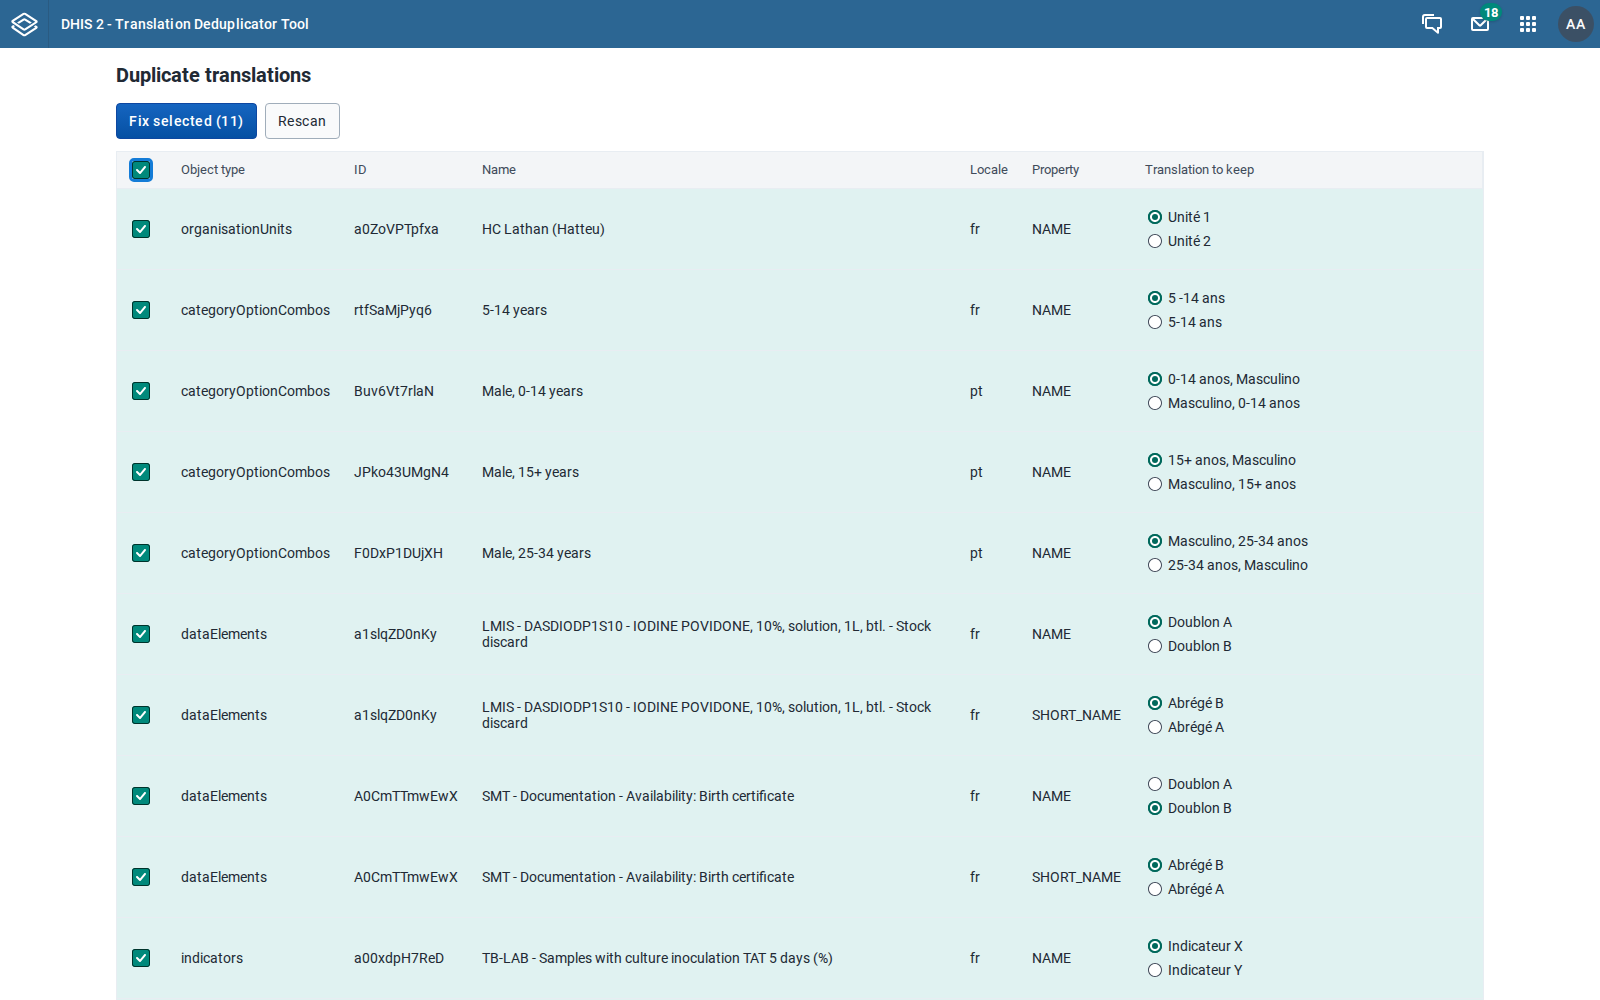 DHIS 2 - Translation Deduplicator Tool
18
AA
Duplicate translations
Fix selected (11)
Rescan
Object type ID Name Locale Property Translation to keep
organisationUnits a0ZoVPTpfxa HC Lathan (Hatteu) fr NAME
Unité 1
Unité 2
categoryOptionCombos rtfSaMjPyq6 5-14 years fr NAME
5 -14 ans
5-14 ans
categoryOptionCombos Buv6Vt7rlaN Male, 0-14 years pt NAME
0-14 anos, Masculino
Masculino, 0-14 anos
categoryOptionCombos JPko43UMgN4 Male, 15+ years pt NAME
15+ anos, Masculino
Masculino, 15+ anos
categoryOptionCombos F0DxP1DUjXH Male, 25-34 years pt NAME
Masculino, 25-34 anos
25-34 anos, Masculino
dataElements a1slqZD0nKy LMIS - DASDIODP1S10 - IODINE POVIDONE, 10%, solution, 1L, btl. - Stock
discard fr NAME
Doublon A
Doublon B
dataElements a1slqZD0nKy LMIS - DASDIODP1S10 - IODINE POVIDONE, 10%, solution, 1L, btl. - Stock
discard fr SHORT_NAME
Abrégé B
Abrégé A
dataElements A0CmTTmwEwX SMT - Documentation - Availability: Birth certificate fr NAME
Doublon A
Doublon B
dataElements A0CmTTmwEwX SMT - Documentation - Availability: Birth certificate fr SHORT_NAME
Abrégé B
Abrégé A
indicators a00xdpH7ReD TB-LAB - Samples with culture inoculation TAT 5 days (%) fr NAME
Indicateur X
Indicateur Y